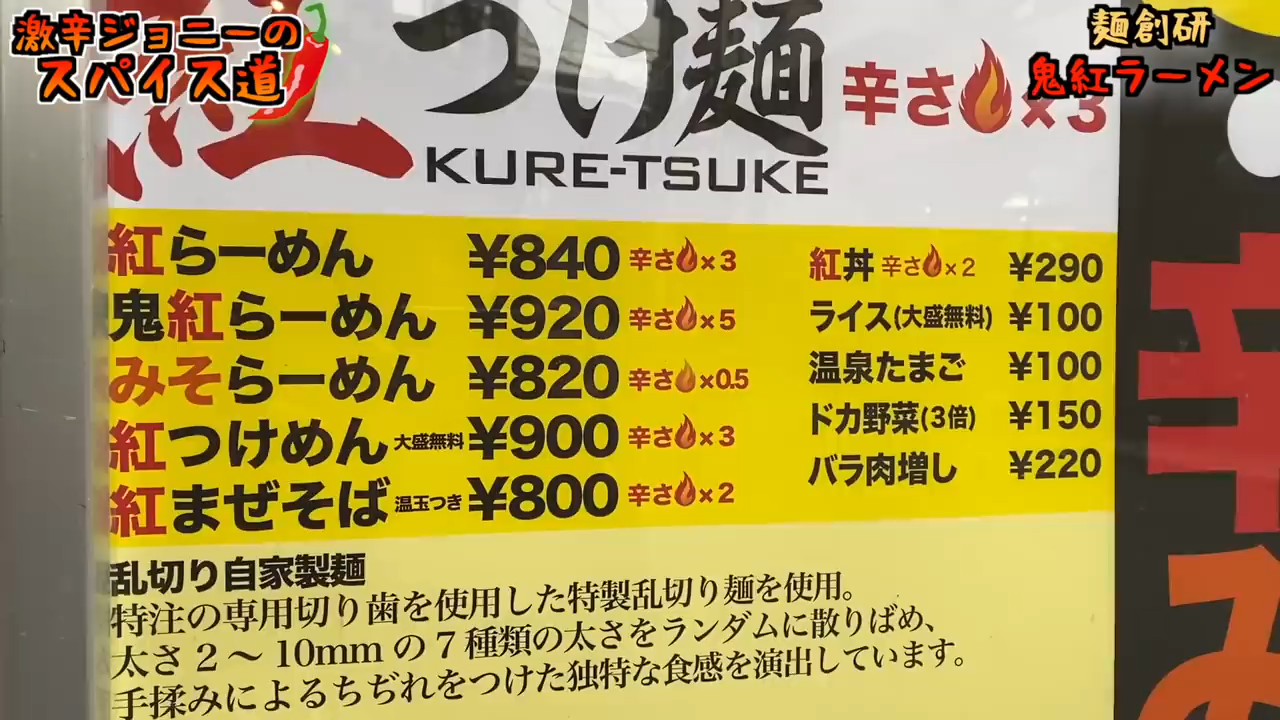 激辛ジョニーの
スパイス道
麺創研
鬼紅ラーメン
紅つけ麺 辛さ×3
KURE-TSUKE
紅らーめん ¥840 辛さ×3
鬼紅らーめん ¥920 辛さ×5
みそらーめん ¥820 辛さ×0.5
紅つけめん 大盛無料 ¥900 辛さ×3
紅まぜそば 温玉つき ¥800 辛さ×2
紅丼 辛さ×2 ¥290
ライス(大盛無料) ¥100
温泉たまご ¥100
ドカ野菜(3倍) ¥150
バラ肉増し ¥220
乱切り自家製麺
特注の専用切り歯を使用した特製乱切り麺を使用。
太さ2〜10mmの7種類の太さをランダムに散りばめ、
手揉みによるちぢれをつけた独特な食感を演出しています。
辛み